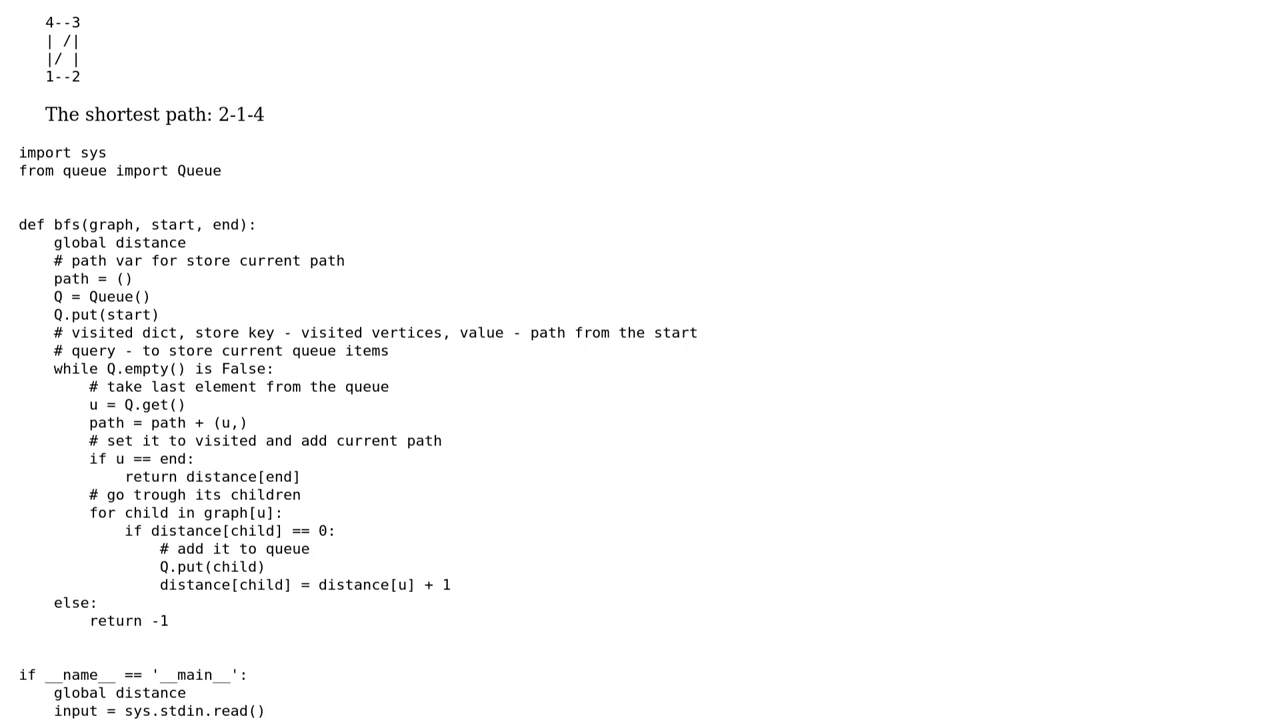 4--3
| /|
|/ |
1--2
The shortest path: 2-1-4
import sys
from queue import Queue
def bfs(graph, start, end):
    global distance
    # path var for store current path
    path = ()
    Q = Queue()
    Q.put(start)
    # visited dict, store key - visited vertices, value - path from the start
    # query - to store current queue items
    while Q.empty() is False:
        # take last element from the queue
        u = Q.get()
        path = path + (u,)
        # set it to visited and add current path
        if u == end:
            return distance[end]
        # go trough its children
        for child in graph[u]:
            if distance[child] == 0:
                # add it to queue
                Q.put(child)
                distance[child] = distance[u] + 1
    else:
        return -1
if __name__ == '__main__':
    global distance
    input = sys.stdin.read()